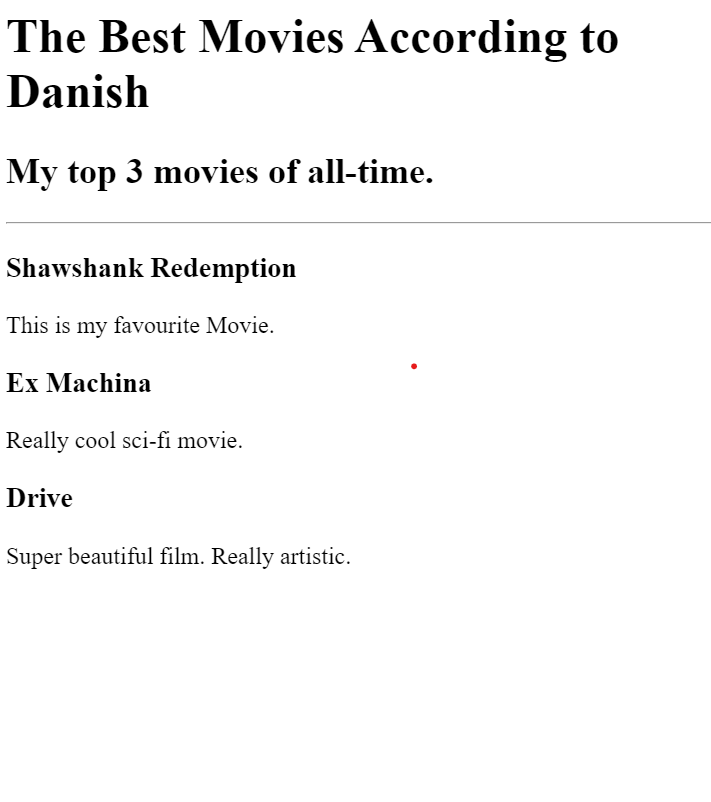 The Best Movies According to
Danish
My top 3 movies of all-time.
Shawshank Redemption
This is my favourite Movie.
Ex Machina
Really cool sci-fi movie.
Drive
Super beautiful film. Really artistic.